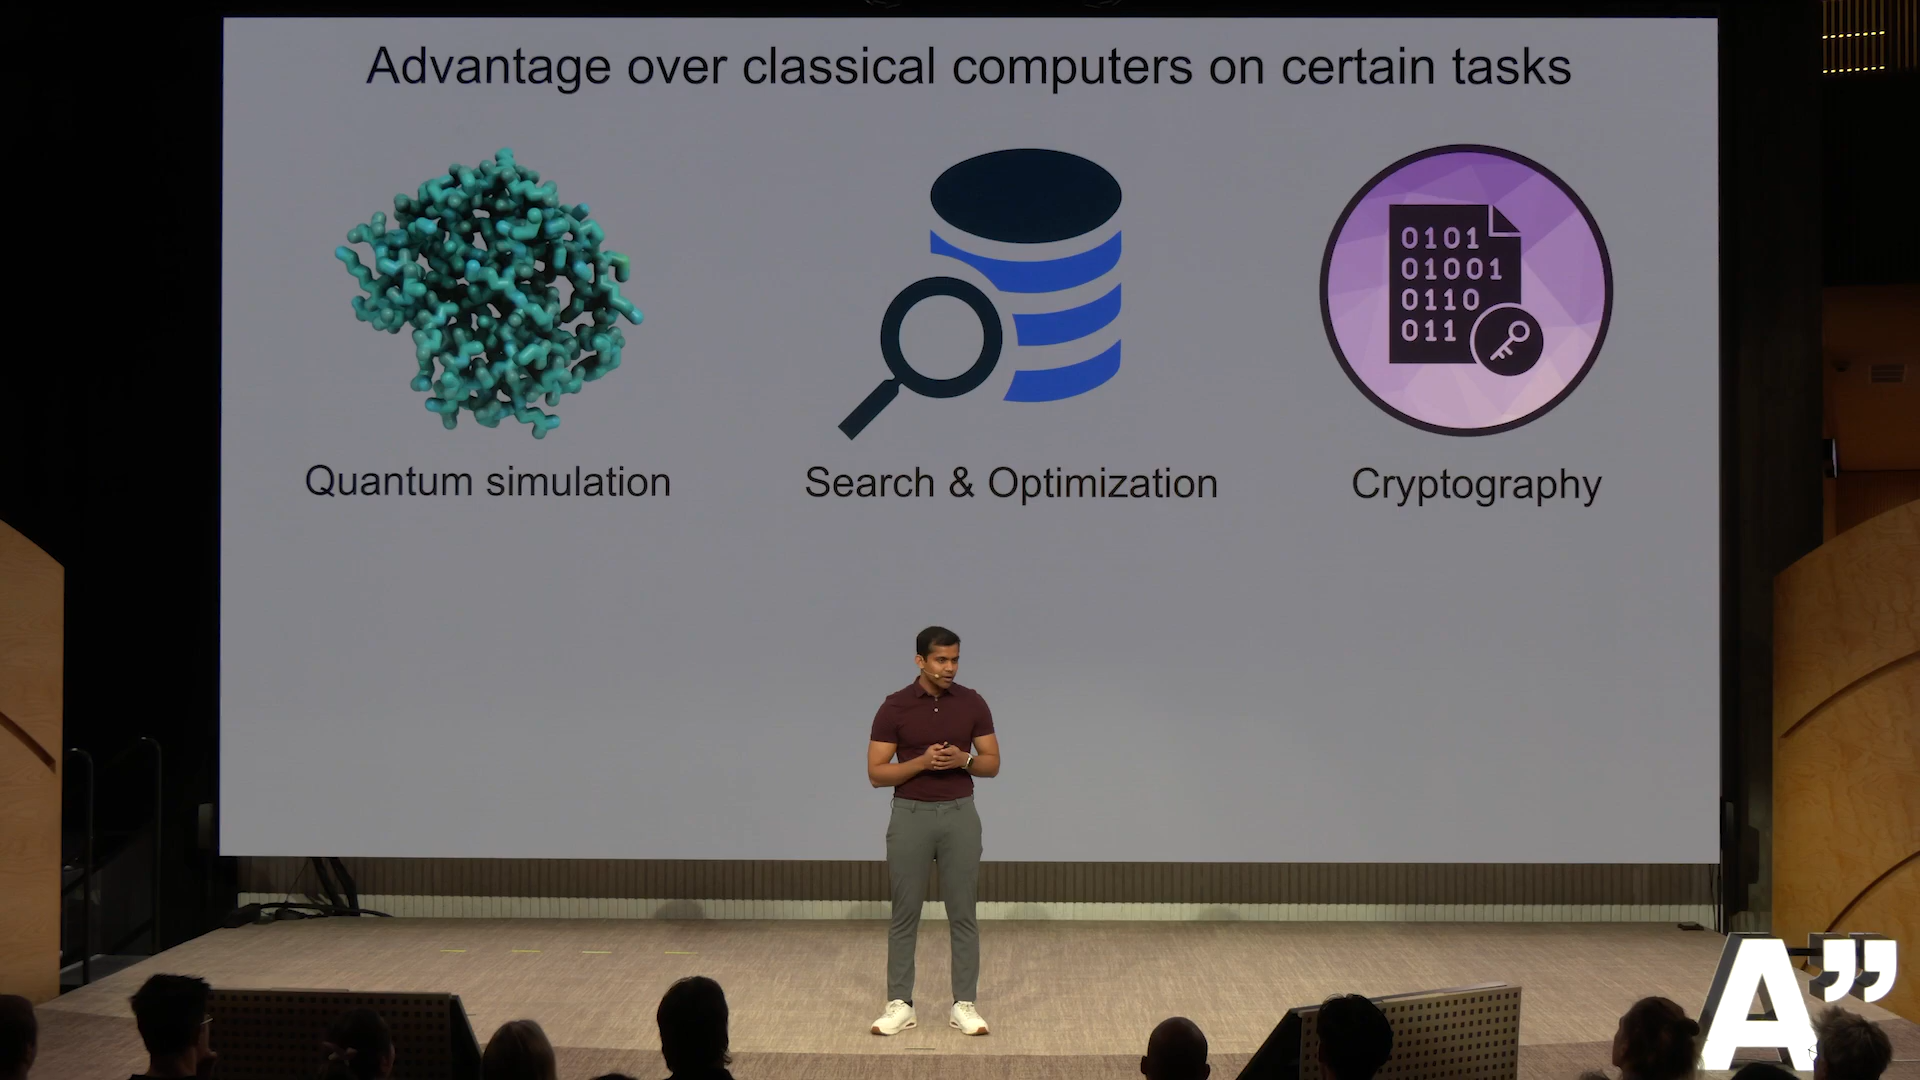 Advantage over classical computers on certain tasks
0101
01001
0110
011
Quantum simulation
Search & Optimization
Cryptography
A”